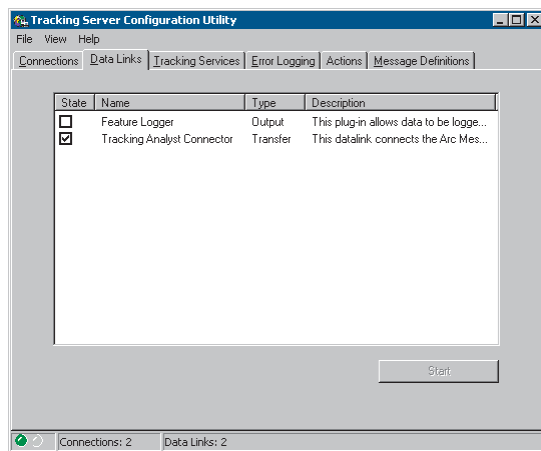 Tracking Server Configuration Utility
File View Help
Connections Data Links Tracking Services Error Logging Actions Message Definitions
State Name Type Description
Feature Logger Output This plug-in allows data to be logge...
Tracking Analyst Connector Transfer This datalink connects the Arc Mes...
Start
Connections: 2 Data Links: 2